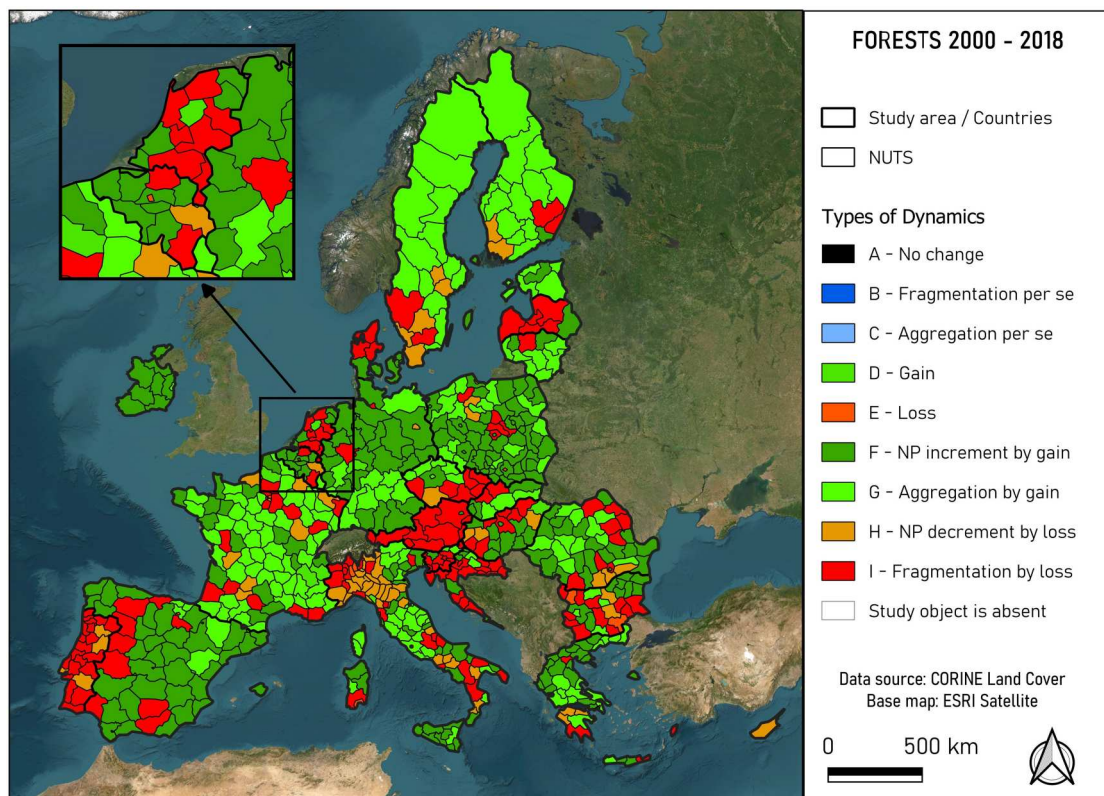 FORESTS 2000 - 2018
Study area / Countries
NUTS
Types of Dynamics
A - No change
B - Fragmentation per se
C - Aggregation per se
D - Gain
E - Loss
F - NP increment by gain
G - Aggregation by gain
H - NP decrement by loss
I - Fragmentation by loss
Study object is absent
Data source: CORINE Land Cover
Base map: ESRI Satellite
0 500 km